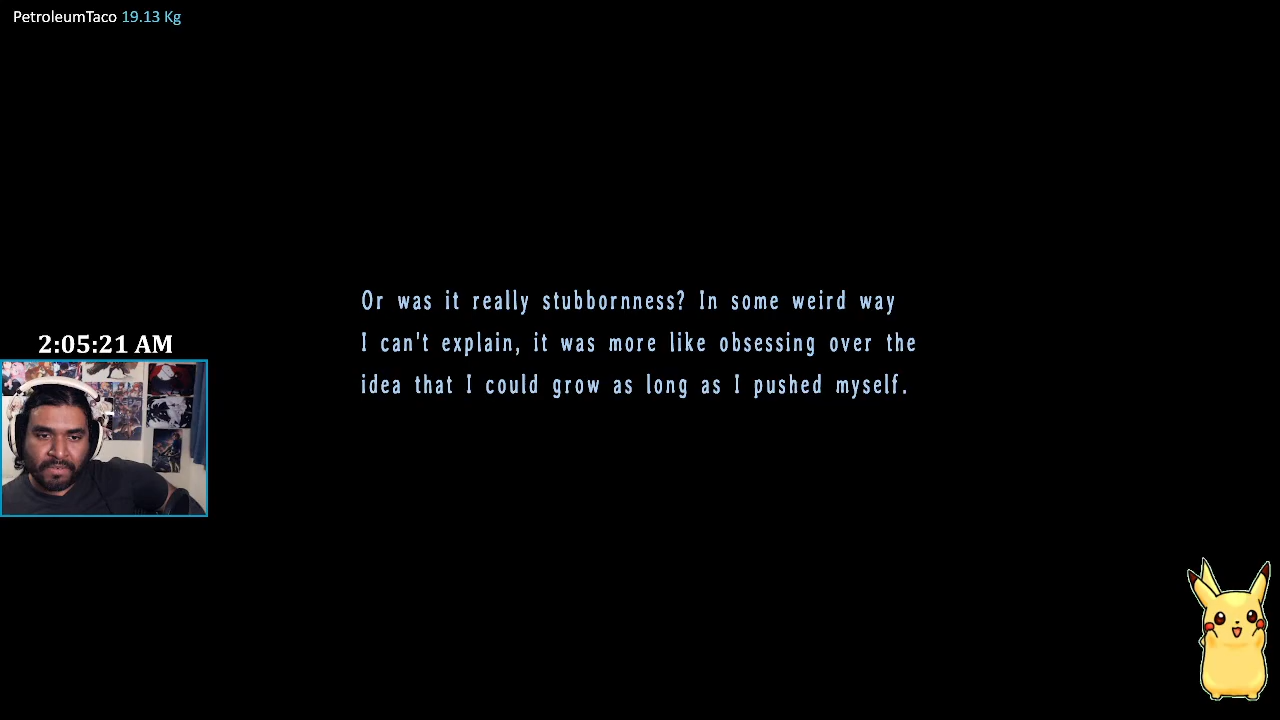 PetroleumTaco 19.13 Kg
Or was it really stubbornness? In some weird way
I can't explain, it was more like obsessing over the
idea that I could grow as long as I pushed myself.
2:05:21 AM